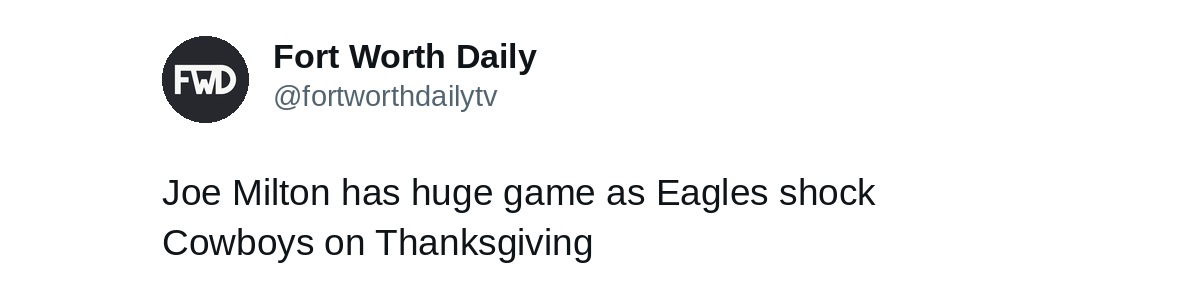 FWD
Fort Worth Daily
@fortworthdailytv
Joe Milton has huge game as Eagles shock
Cowboys on Thanksgiving